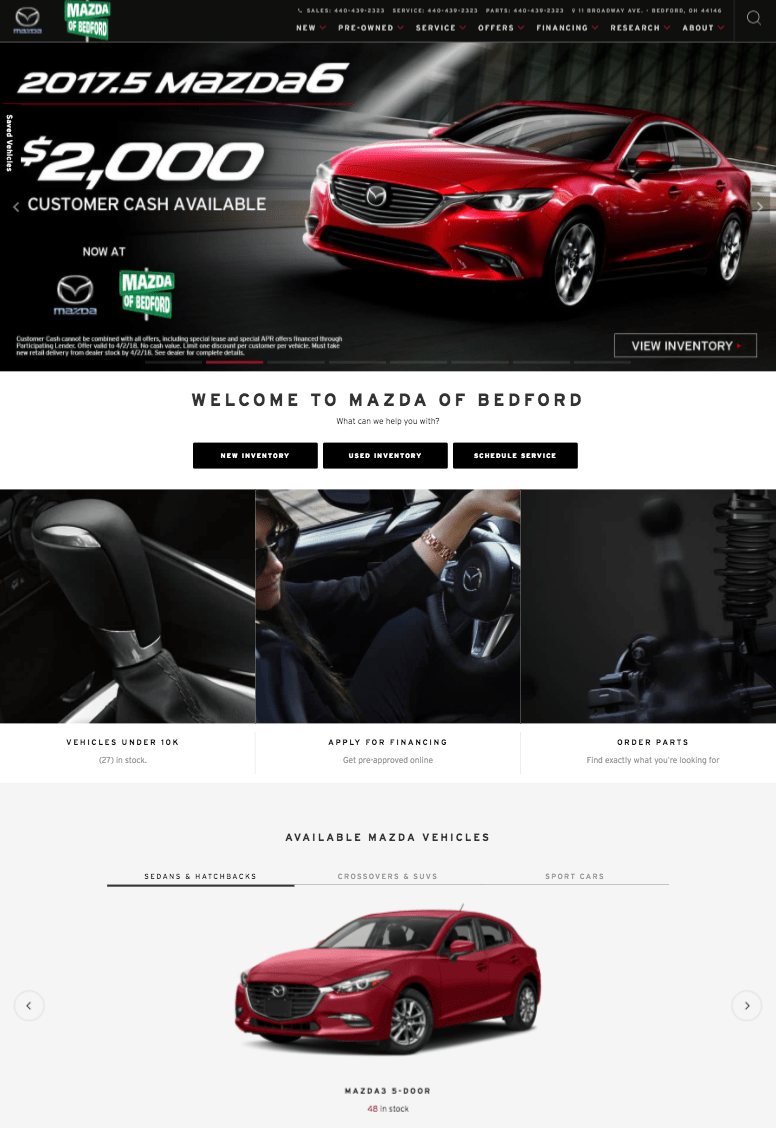 mazda
MAZDA
OF BEDFORD
SALES: 440-439-2323 SERVICE: 440-439-2323 PARTS: 440-439-2323 11 BROADWAY AVE. · BEDFORD, OH 44146
NEW PRE-OWNED SERVICE OFFERS FINANCING RESEARCH ABOUT
Saved Vehicles
2017.5 mazda6
$2,000
CUSTOMER CASH AVAILABLE
NOW AT
mazda
MAZDA
OF BEDFORD
Customer Cash cannot be combined with all offers, including special lease and special APR offers financed through
Participating Lender. Offer valid to 4/2/18. No cash value. Limit one discount per customer per vehicle. Must take
new retail delivery from dealer stock by 4/2/18. See dealer for complete details.
VIEW INVENTORY
WELCOME TO MAZDA OF BEDFORD
What can we help you with?
NEW INVENTORY
USED INVENTORY
SCHEDULE SERVICE
VEHICLES UNDER 10K
(27) in stock.
APPLY FOR FINANCING
Get pre-approved online
ORDER PARTS
Find exactly what you're looking for
AVAILABLE MAZDA VEHICLES
SEDANS & HATCHBACKS
CROSSOVERS & SUVS
SPORT CARS
MAZDA3 5-DOOR
48 in stock